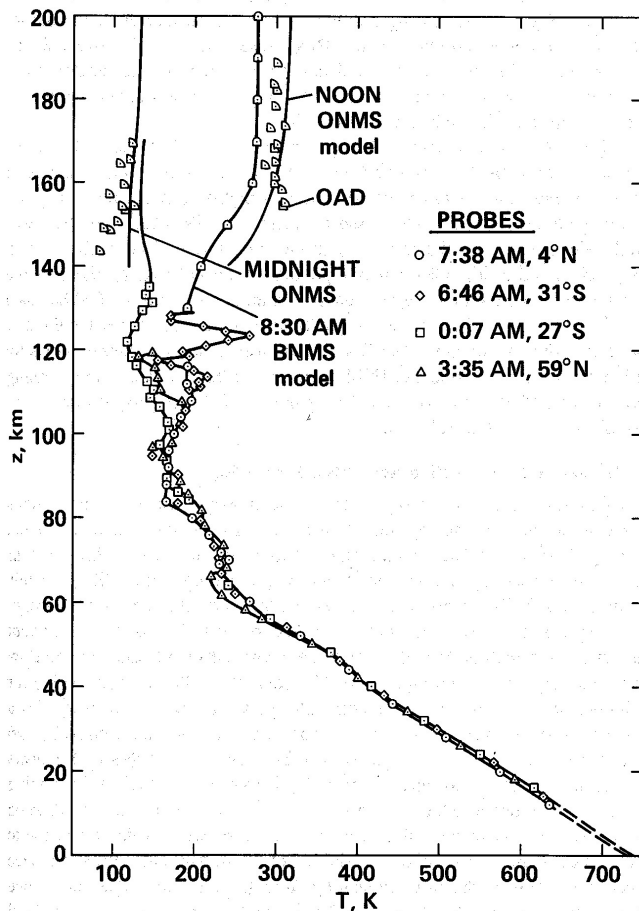 200
180
160
140
120
100
80
60
40
20
0
z, km
100
200
300
400
500
600
700
T, K
NOON
ONMS
model
OAD
MIDNIGHT
ONMS
8:30 AM
BNMS
model
PROBES
7:38 AM, 4°N
6:46 AM, 31°S
0:07 AM, 27°S
3:35 AM, 59°N